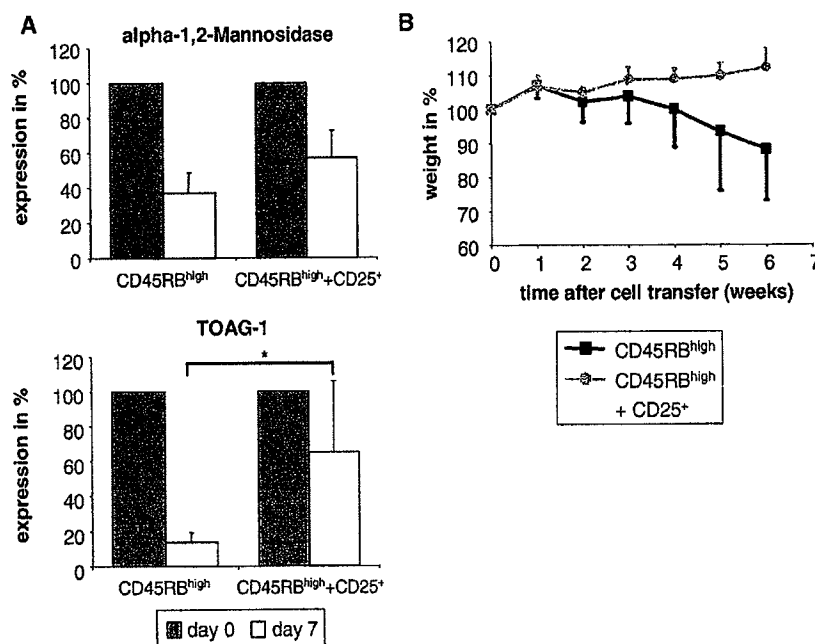 A
alpha-1,2-Mannosidase
120
100
80
60
40
20
0
expression in %
CD45RBhigh
CD45RBhigh+CD25+
TOAG-1
120
100
80
60
40
20
0
expression in %
*
CD45RBhigh
CD45RBhigh+CD25+
day 0
day 7
B
120
110
100
90
80
70
60
weight in %
0 1 2 3 4 5 6 7
time after cell transfer (weeks)
CD45RBhigh
CD45RBhigh
+ CD25+